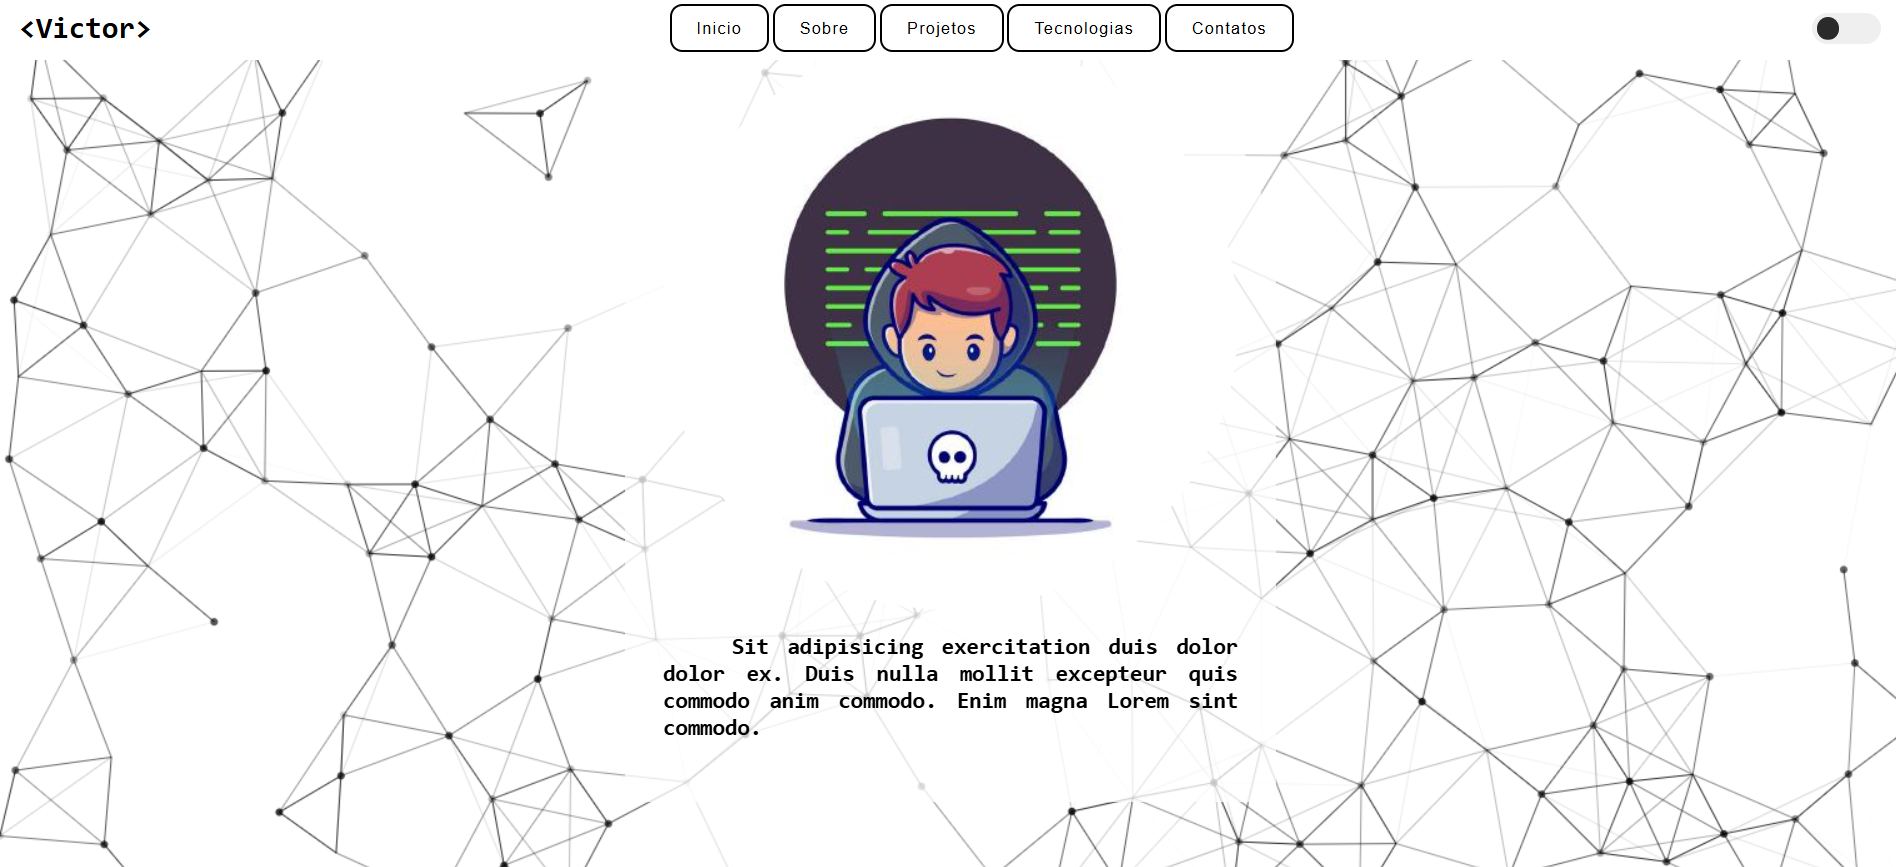 <Victor>
Inicio
Sobre
Projetos
Tecnologias
Contatos
Sit adipisicing exercitation duis dolor
dolor ex. Duis nulla mollit excepteur quis
commodo anim commodo. Enim magna Lorem sint
commodo.